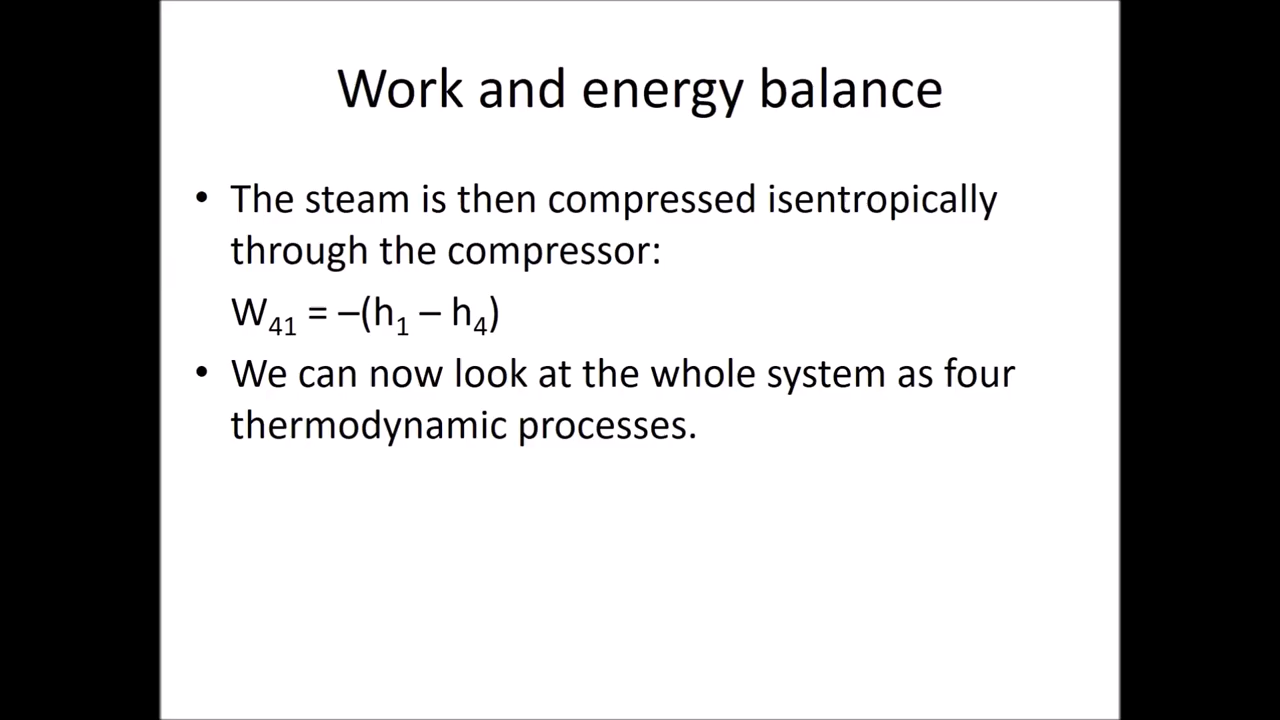 Work and energy balance
• The steam is then compressed isentropically
through the compressor:
W₄₁ = –(h₁ – h₄)
• We can now look at the whole system as four
thermodynamic processes.